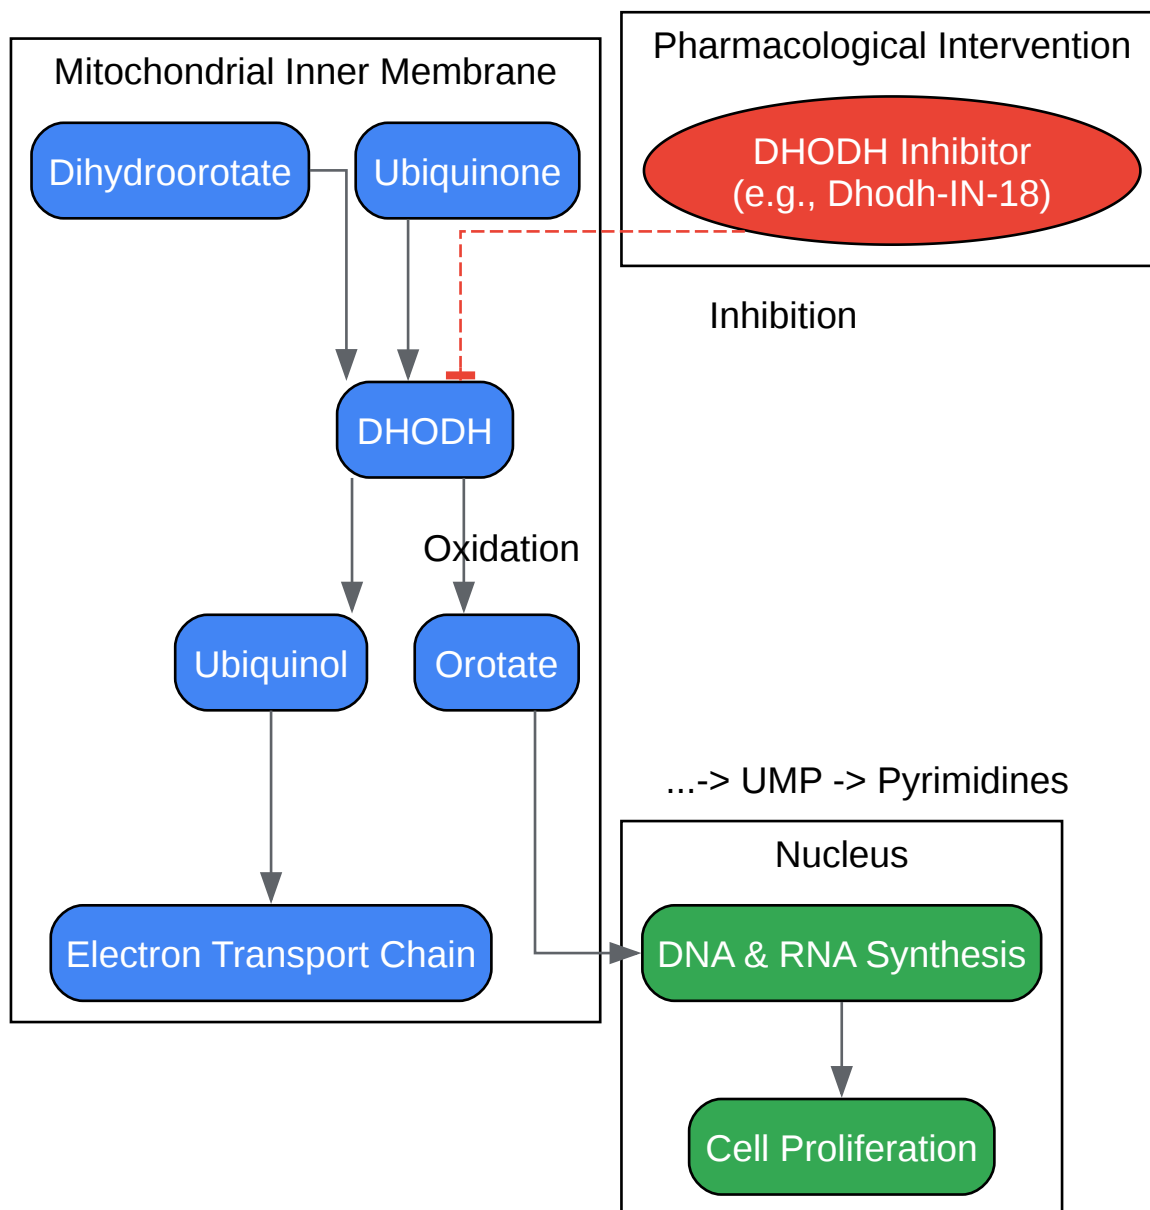 Mitochondrial Inner Membrane
Pharmacological Intervention
Dihydroorotate
Ubiquinone
DHODH Inhibitor
(e.g., Dhodh-IN-18)
Inhibition
DHODH
Oxidation
Ubiquinol
Orotate
...-> UMP -> Pyrimidines
Nucleus
Electron Transport Chain
DNA & RNA Synthesis
Cell Proliferation